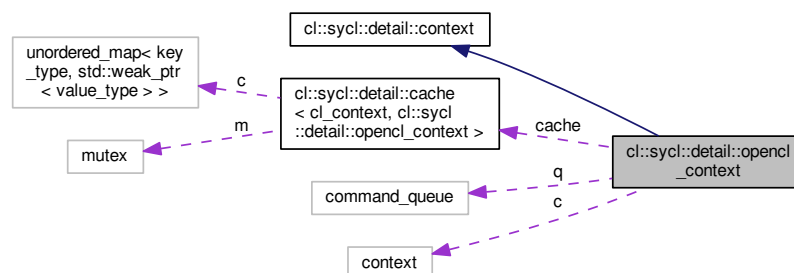 cl::sycl::detail::context
unordered_map< key
_type, std::weak_ptr
< value_type > >
c
cl::sycl::detail::cache
< cl_context, cl::sycl
::detail::opencl_context >
m
mutex
cache
cl::sycl::detail::opencl
_context
q
command_queue
c
context